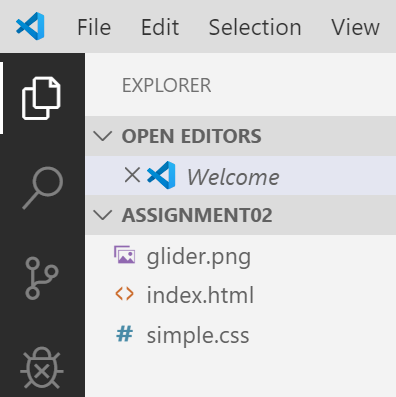 File Edit Selection View
EXPLORER
OPEN EDITORS
Welcome
ASSIGNMENT02
glider.png
index.html
simple.css